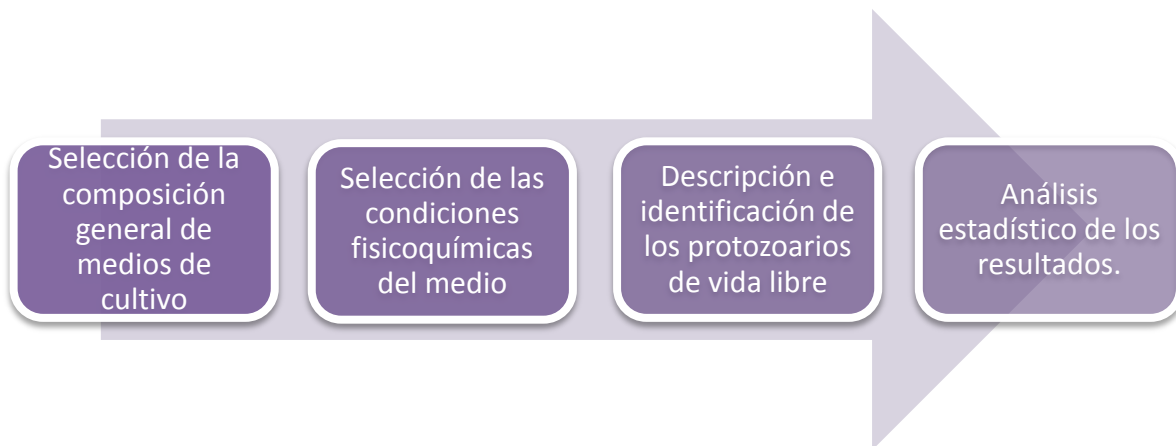 Selección de la
composición
general de
medios de
cultivo
Selección de las
condiciones
fisicoquímicas
del medio
Descripción e
identificación de
los protozoarios
de vida libre
Análisis
estadístico de los
resultados.